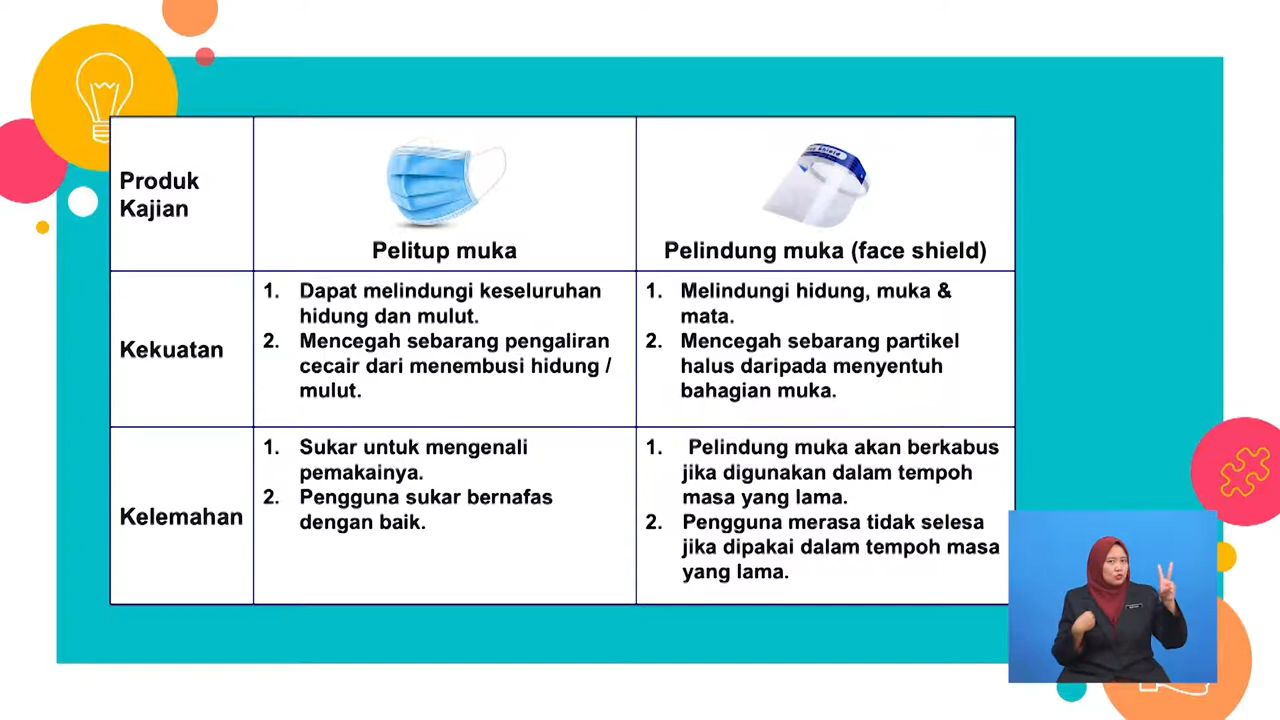 Produk
Kajian
Pelitup muka
Pelindung muka (face shield)
Kekuatan
1. Dapat melindungi keseluruhan
hidung dan mulut.
2. Mencegah sebarang pengaliran
cecair dari menembusi hidung /
mulut.
1. Melindungi hidung, muka &
mata.
2. Mencegah sebarang partikel
halus daripada menyentuh
bahagian muka.
Kelemahan
1. Sukar untuk mengenali
pemakainya.
2. Pengguna sukar bernafas
dengan baik.
1. Pelindung muka akan berkabus
jika digunakan dalam tempoh
masa yang lama.
2. Pengguna merasa tidak selesa
jika dipakai dalam tempoh masa
yang lama.